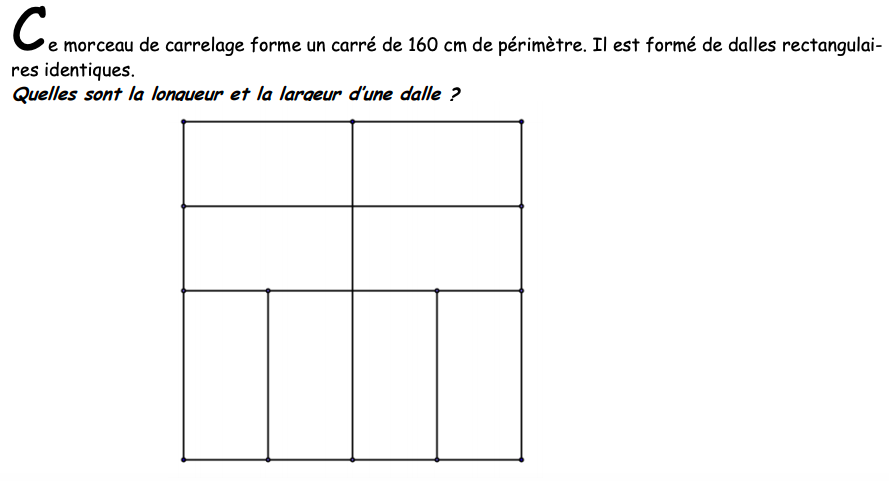 Ce morceau de carrelage forme un carré de 160 cm de périmètre. Il est formé de dalles rectangulai-
res identiques.
Quelles sont la longueur et la largeur d'une dalle ?